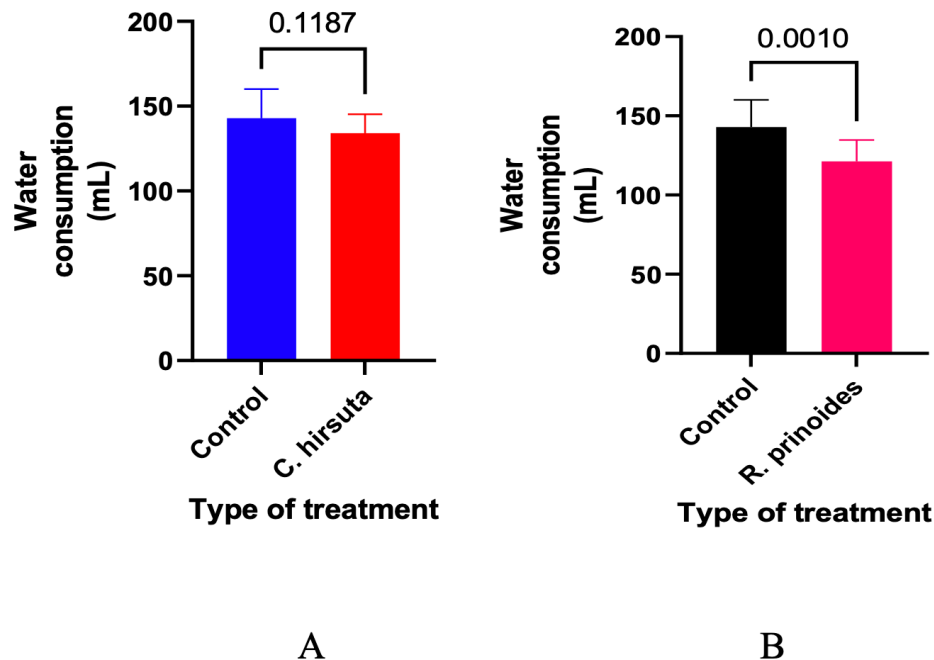 0.1187
200
150
100
50
0
Water
consumption
(mL)
Control
C. hirsuta
Type of treatment
A
0.0010
200
150
100
50
0
Water
consumption
(mL)
Control
R. prinoides
Type of treatment
B